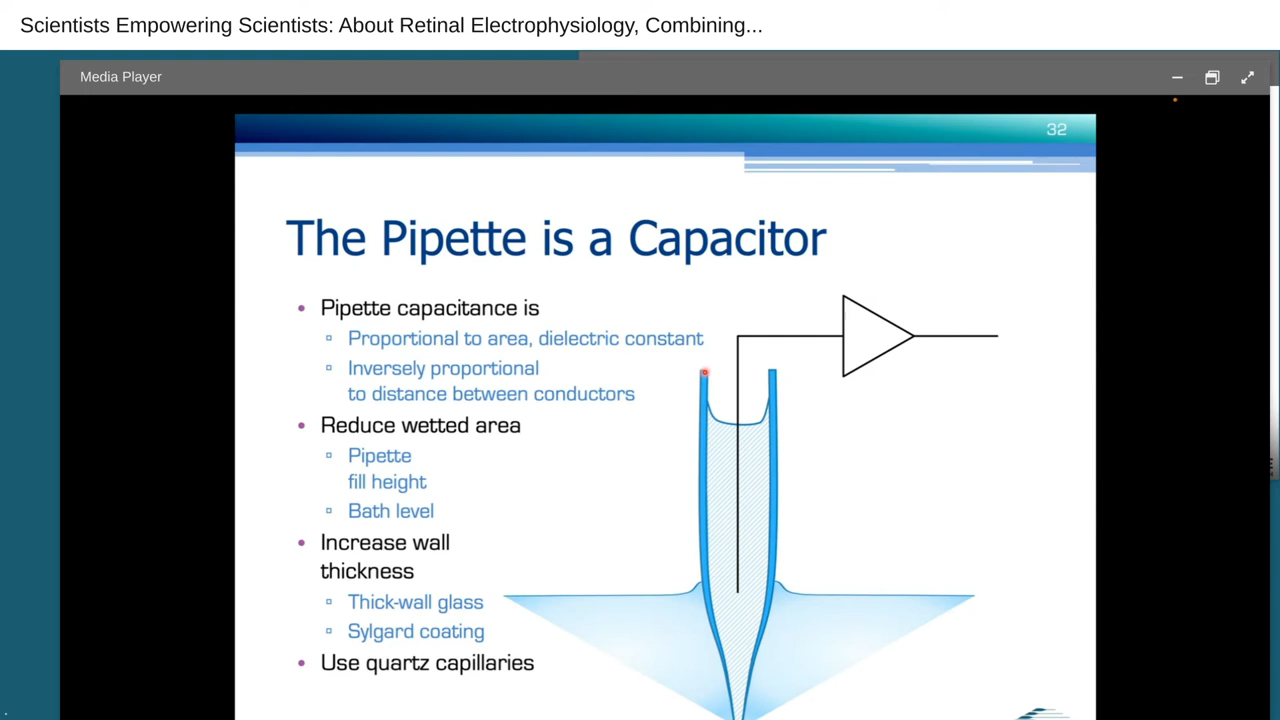 Scientists Empowering Scientists: About Retinal Electrophysiology, Combining...
Media Player
32
The Pipette is a Capacitor
• Pipette capacitance is
▫ Proportional to area, dielectric constant
▫ Inversely proportional
to distance between conductors
• Reduce wetted area
▫ Pipette
fill height
▫ Bath level
• Increase wall
thickness
▫ Thick-wall glass
▫ Sylgard coating
• Use quartz capillaries